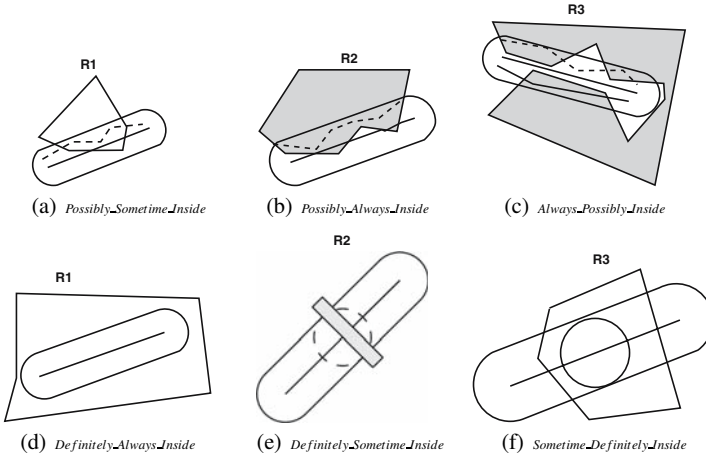 R1
R2
R3
(a) Possibly_Sometime_Inside
(b) Possibly_Always_Inside
(c) Always_Possibly_Inside
R1
R2
R3
(d) Definitely_Always_Inside
(e) Definitely_Sometime_Inside
(f) Sometime_Definitely_Inside